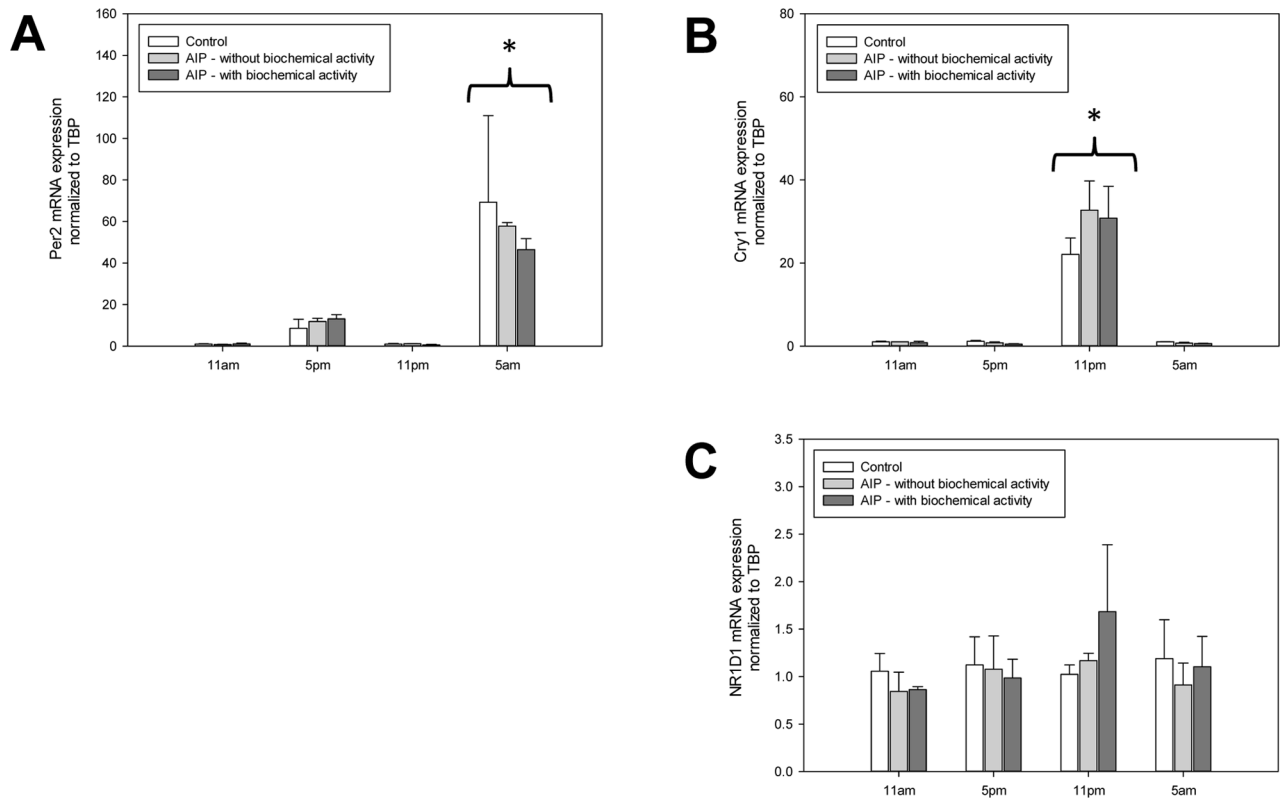 A
160
140
120
100
80
60
40
20
0
Per2 mRNA expression
normalized to TBP
Control
AIP - without biochemical activity
AIP - with biochemical activity
*
11am
5pm
11pm
5am
B
80
60
40
20
0
Cry1 mRNA expression
normalized to TBP
Control
AIP - without biochemical activity
AIP - with biochemical activity
*
11am
5pm
11pm
5am
C
3.5
3.0
2.5
2.0
1.5
1.0
0.5
0.0
NR1D1 mRNA expression
normalized to TBP
Control
AIP - without biochemical activity
AIP - with biochemical activity
11am
5pm
11pm
5am